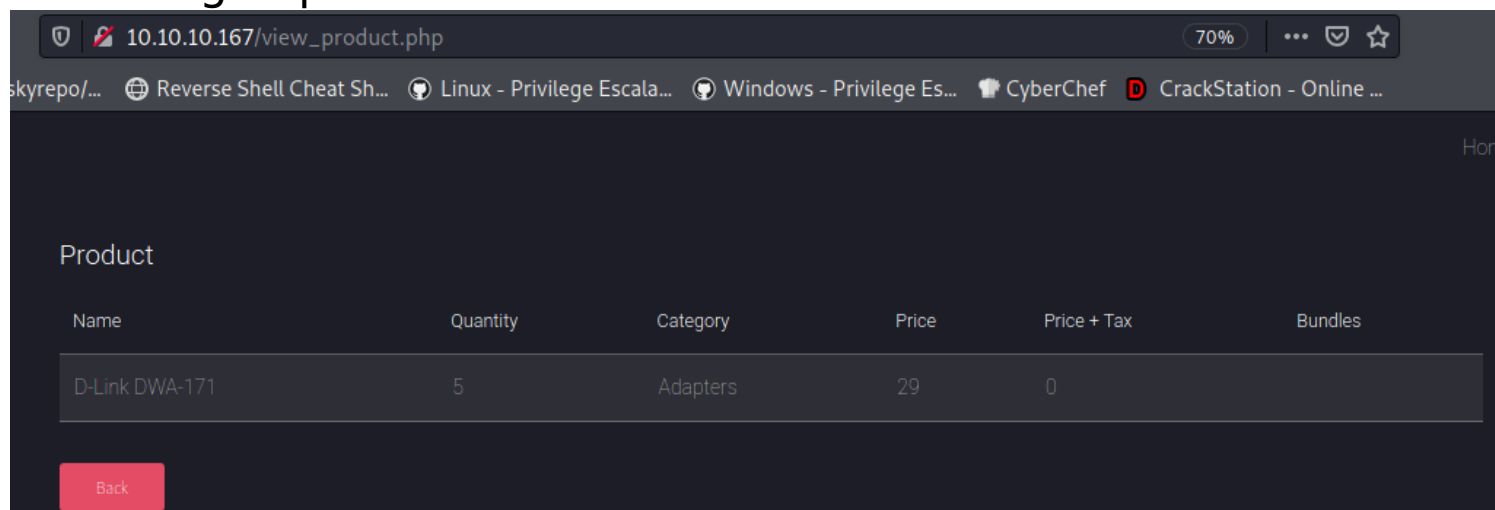 10.10.10.167/view_product.php 70%
skyrepo/... Reverse Shell Cheat Sh... Linux - Privilege Escala... Windows - Privilege Es... CyberChef CrackStation - Online ...
Product
Name Quantity Category Price Price + Tax Bundles
D-Link DWA-171 5 Adapters 29 0
Back